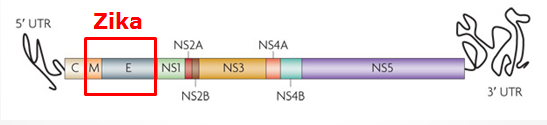 Zika
5′ UTR
NS2A
NS4A
C M E NS1 NS3 NS5
NS2B
NS4B
3′ UTR